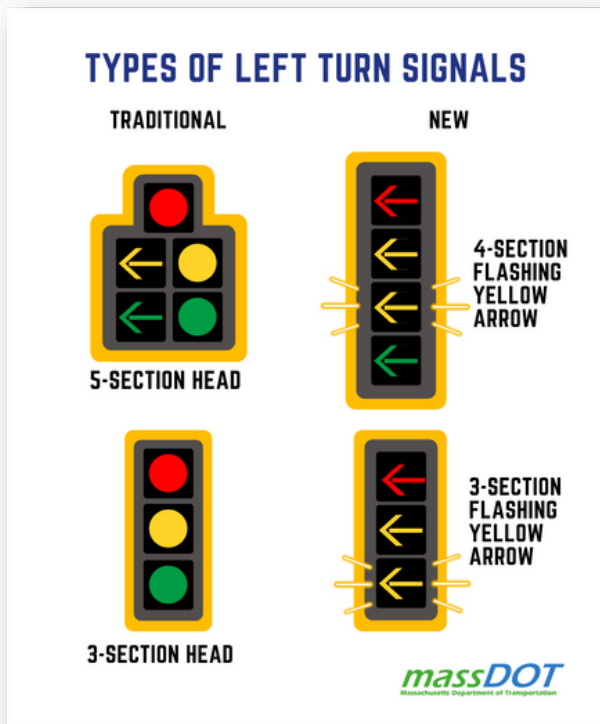 TYPES OF LEFT TURN SIGNALS
TRADITIONAL
NEW
4-SECTION
FLASHING
YELLOW
ARROW
5-SECTION HEAD
3-SECTION
FLASHING
YELLOW
ARROW
3-SECTION HEAD
massDOT
Massachusetts Department of Transportation